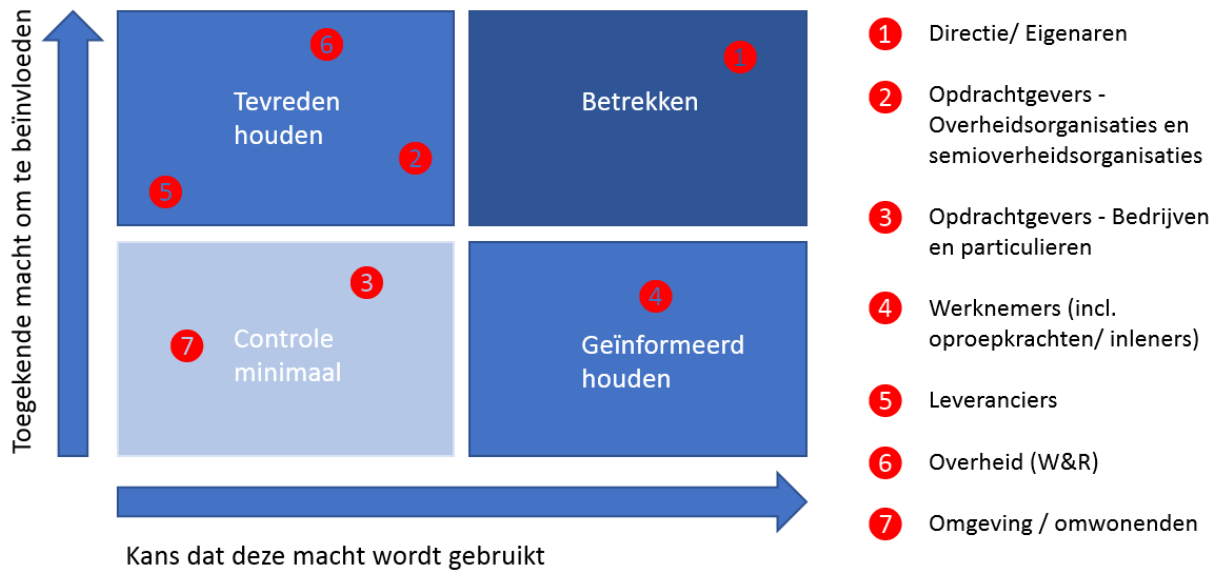 Toegekende macht om te beïnvloeden
6
Tevreden
houden
2
5
1
Betrekken
3
7
Controle
minimaal
4
Geïnformeerd
houden
Kans dat deze macht wordt gebruikt
1 Directie/ Eigenaren
2 Opdrachtgevers -
Overheidsorganisaties en
semioverheidsorganisaties
3 Opdrachtgevers - Bedrijven
en particulieren
4 Werknemers (incl.
oproepkrachten/ inleners)
5 Leveranciers
6 Overheid (W&R)
7 Omgeving / omwonenden